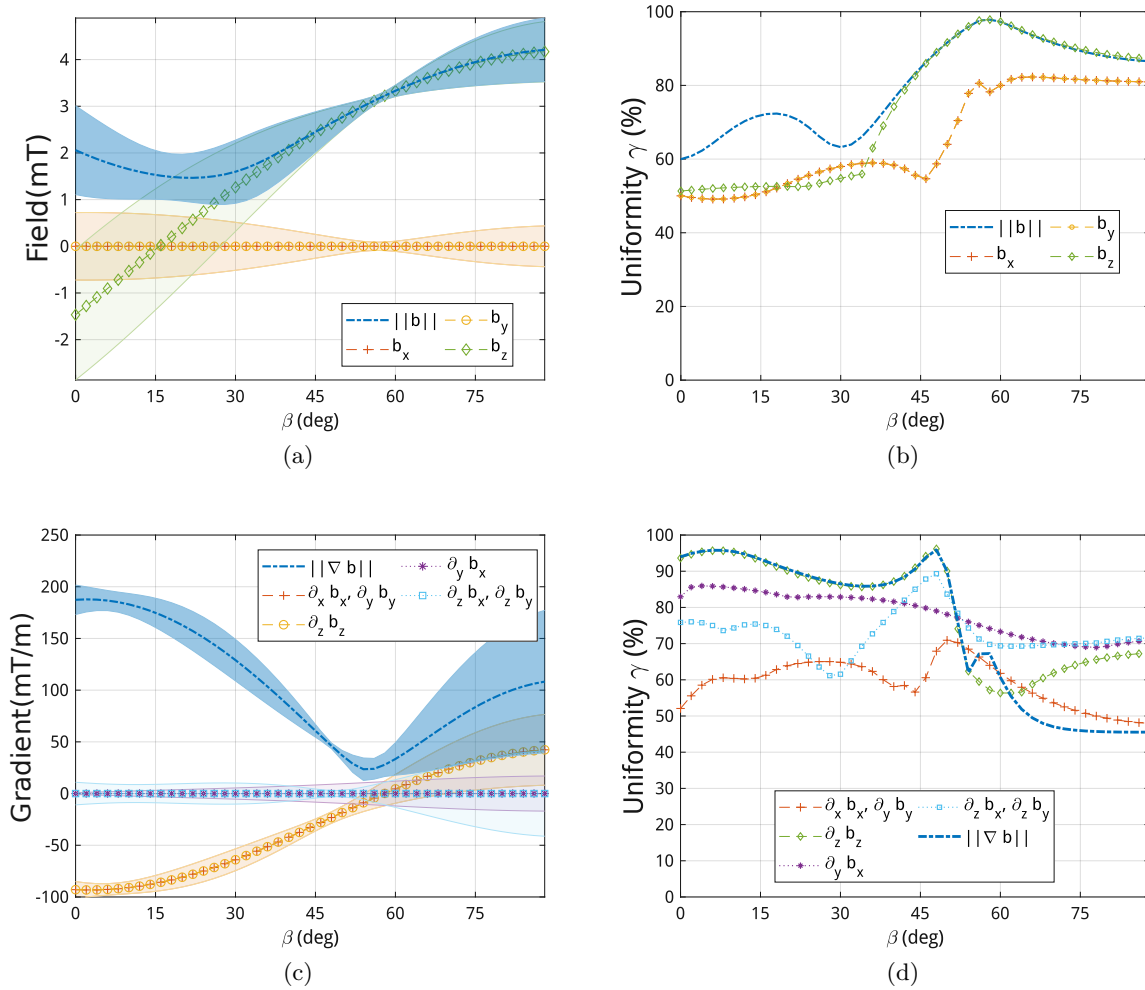 Field(mT)
4
3
2
1
0
-1
-2
0 15 30 45 60 75
β (deg)
||b|| b_y
b_x b_z
(a)
Uniformity γ (%)
100
80
60
40
20
0
0 15 30 45 60 75
β (deg)
||b|| b_y
b_x b_z
(b)
Gradient(mT/m)
250
200
150
100
50
0
-50
-100
0 15 30 45 60 75
β (deg)
||∇ b|| ∂_y b_x
∂_x b_x, ∂_y b_y ∂_z b_x, ∂_z b_y
∂_z b_z
(c)
Uniformity γ (%)
100
90
80
70
60
50
40
30
20
10
0
0 15 30 45 60 75
β (deg)
∂_x b_x, ∂_y b_y ∂_z b_x, ∂_z b_y
∂_z b_z ||∇ b||
∂_y b_x
(d)